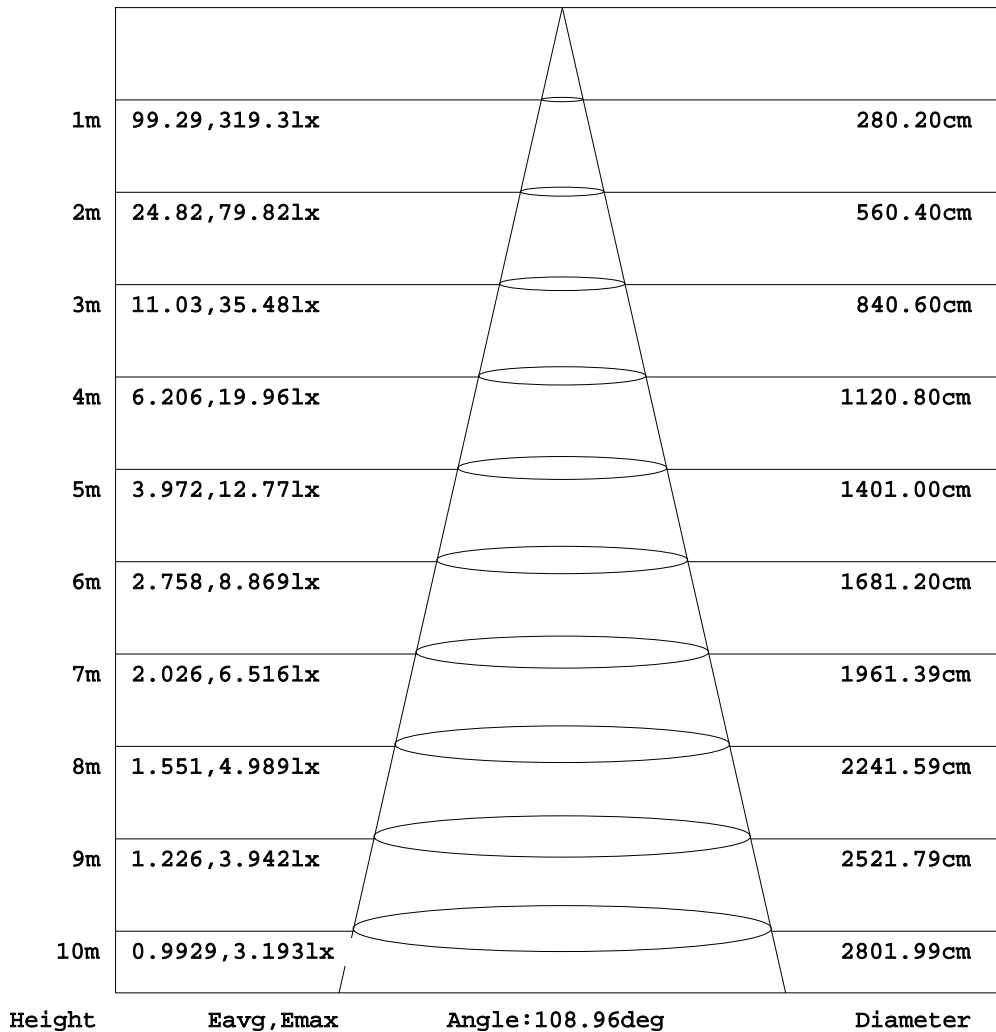 1m 99.29,319.3lx 280.20cm
2m 24.82,79.82lx 560.40cm
3m 11.03,35.48lx 840.60cm
4m 6.206,19.96lx 1120.80cm
5m 3.972,12.77lx 1401.00cm
6m 2.758,8.869lx 1681.20cm
7m 2.026,6.516lx 1961.39cm
8m 1.551,4.989lx 2241.59cm
9m 1.226,3.942lx 2521.79cm
10m 0.9929,3.193lx 2801.99cm
Height Eavg,Emax Angle:108.96deg Diameter